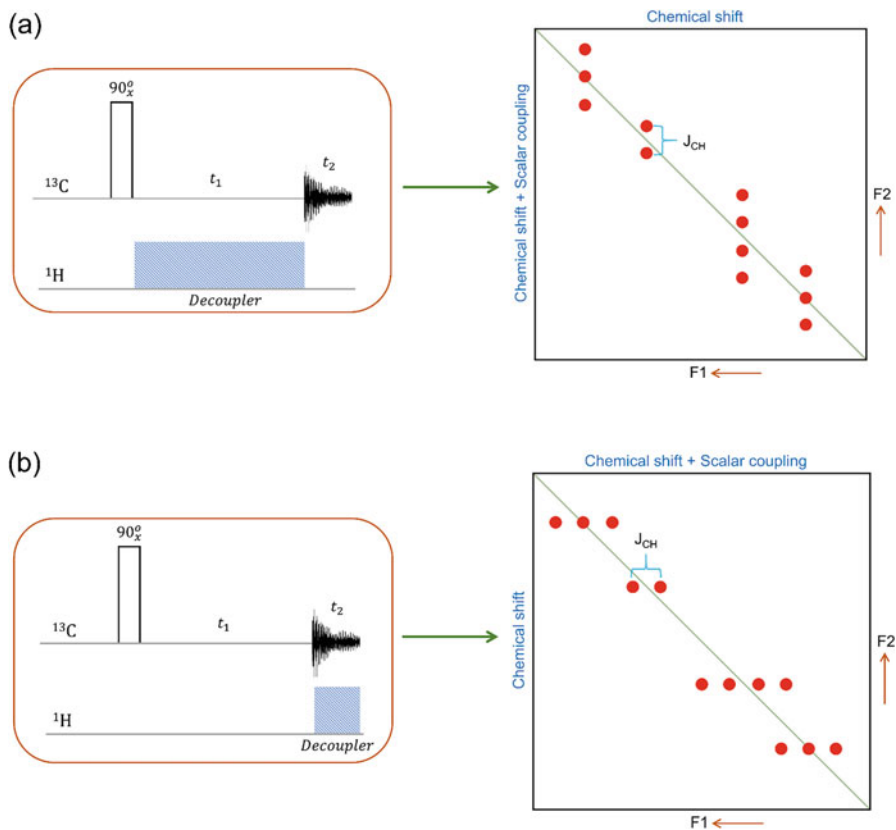 (a)
Chemical shift
90°x
t1
t2
13C
1H
Decoupler
Chemical shift + Scalar coupling
JCH
F2
F1
(b)
Chemical shift + Scalar coupling
90°x
t1
t2
13C
1H
Decoupler
Chemical shift
JCH
F2
F1